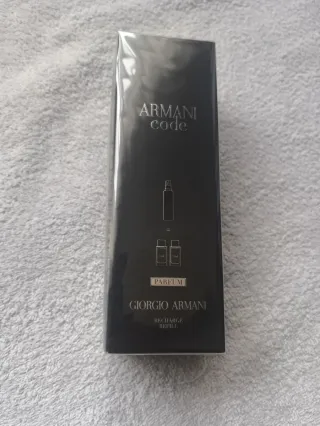 ARMANI
code
PARFUM
GIORGIO ARMANI
RECHARGE
REFILL